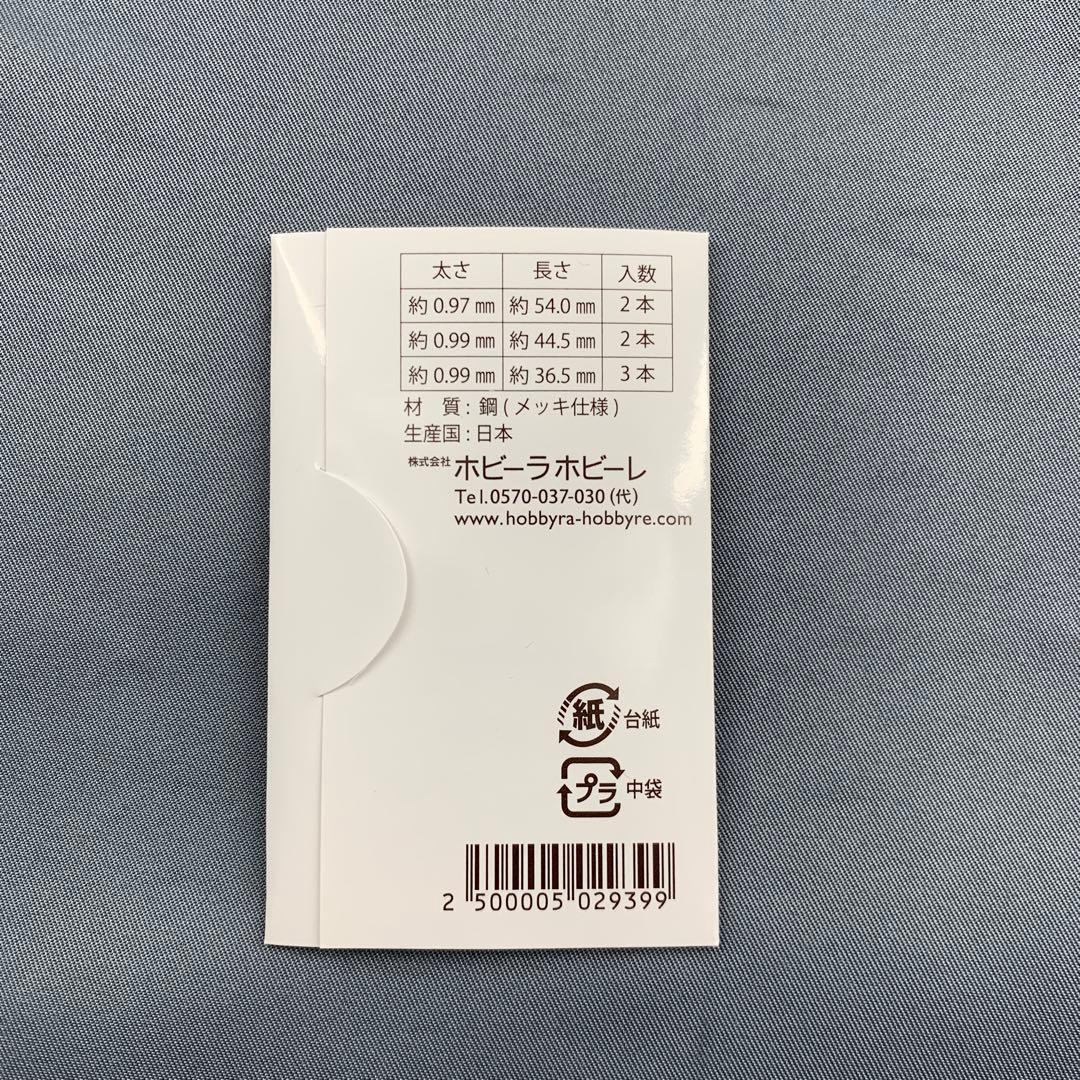 太さ 長さ 入数
約 0.97 ㎜ 約 54.0 ㎜ 2 本
約 0.99 ㎜ 約 44.5 ㎜ 2 本
約 0.99 ㎜ 約 36.5 ㎜ 3 本
材 質 : 鋼 ( メッキ仕様 )
生産国 : 日本
株式会社 ホビーラホビーレ
Tel.0570-037-030 (代)
www.hobbyra-hobbyre.com
紙 台紙
プラ 中袋
2 500005 029399